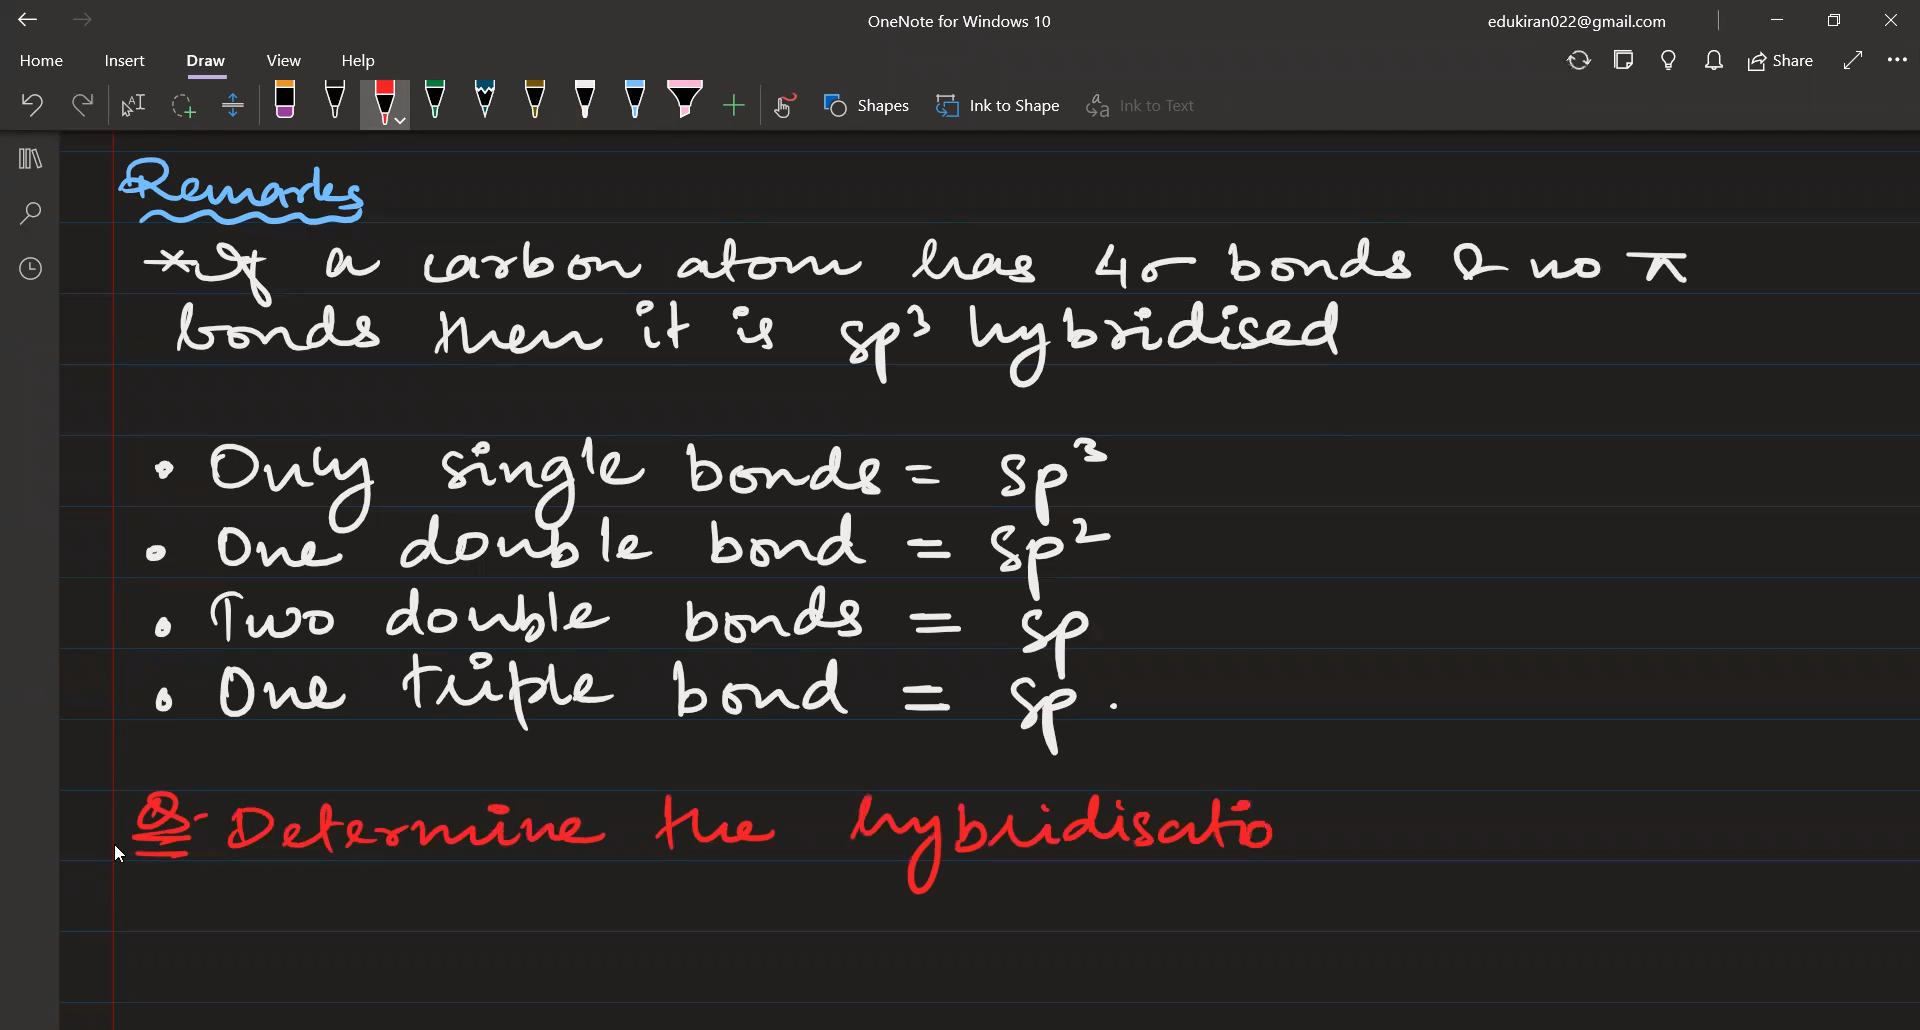 OneNote for Windows 10
edukiran022@gmail.com
Home Insert Draw View Help
Share
Shapes Ink to Shape Ink to Text
Remarks
*If a carbon atom has 4σ bonds & no π
bonds then it is sp³ hybridised
• Only single bonds = sp³
• One double bond = sp²
• Two double bonds = sp
• One triple bond = sp.
Q- Determine the hybridisatio